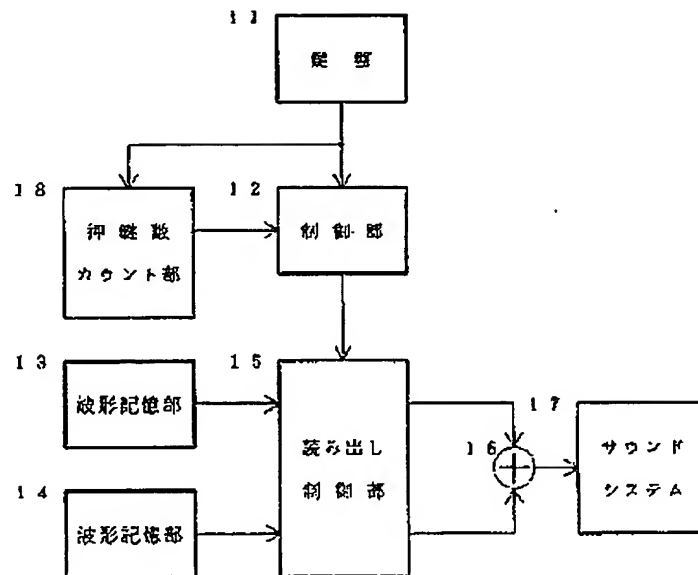 11
鍵 盤
18
押鍵数
カウント部
12
制御部
13
波形記憶部
15
読み出し
制御部
14
波形記憶部
16
17
サウンド
システム